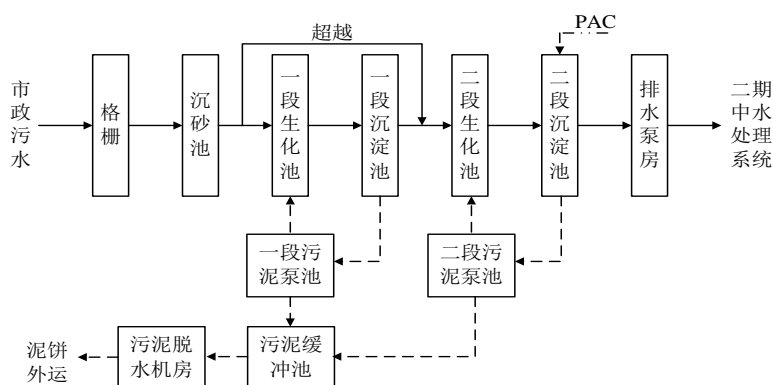 超越
PAC
市政污水
格栅
沉砂池
一段生化池
一段沉淀池
二段生化池
二段沉淀池
排水泵房
二期
中水
处理
系统
一段污
泥泵池
二段污
泥泵池
泥饼
外运
污泥脱
水机房
污泥缓
冲池